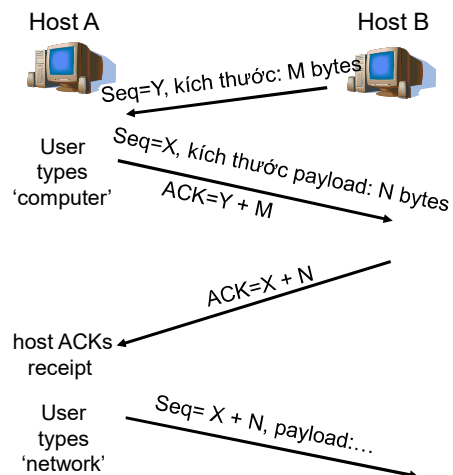 Host A
Host B
Seq=Y, kích thước: M bytes
User
types
‘computer’
Seq=X, kích thước payload: N bytes
ACK=Y + M
ACK=X + N
host ACKs
receipt
User
types
‘network’
Seq= X + N, payload:…